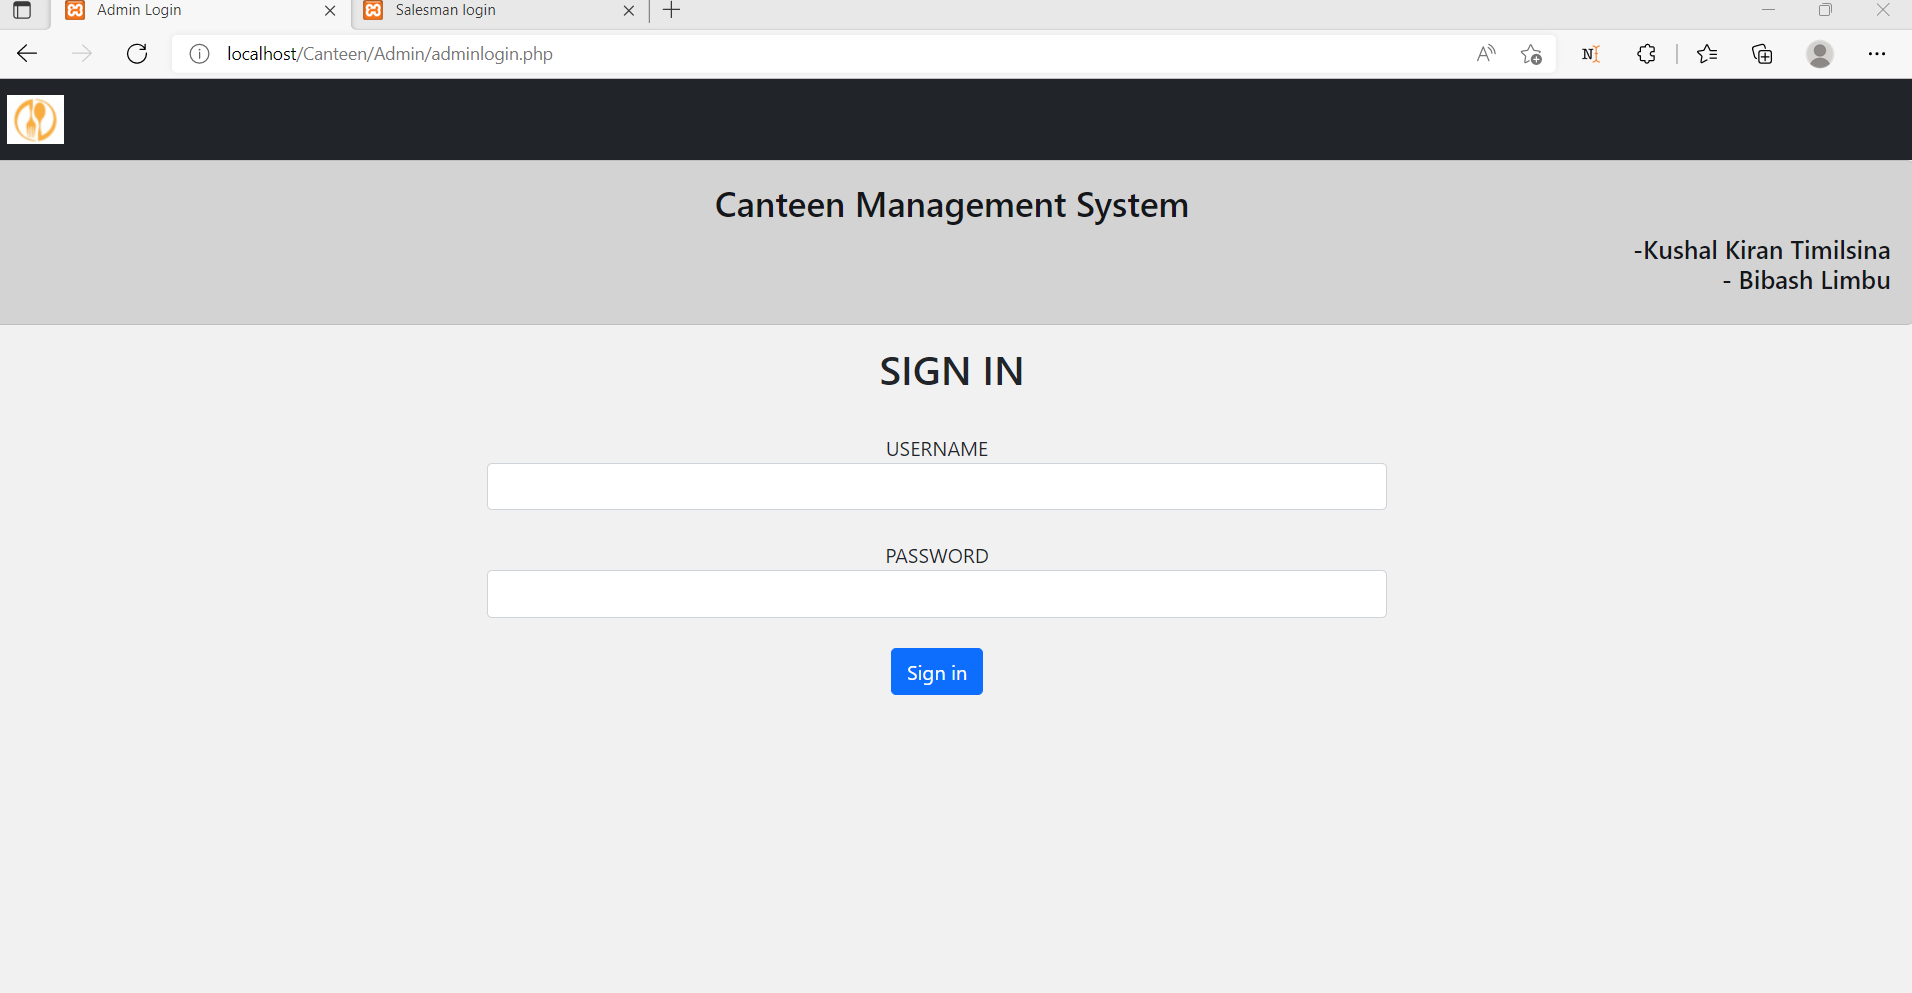 Admin Login
Salesman login
localhost/Canteen/Admin/adminlogin.php
Canteen Management System
-Kushal Kiran Timilsina
- Bibash Limbu
SIGN IN
USERNAME
PASSWORD
Sign in